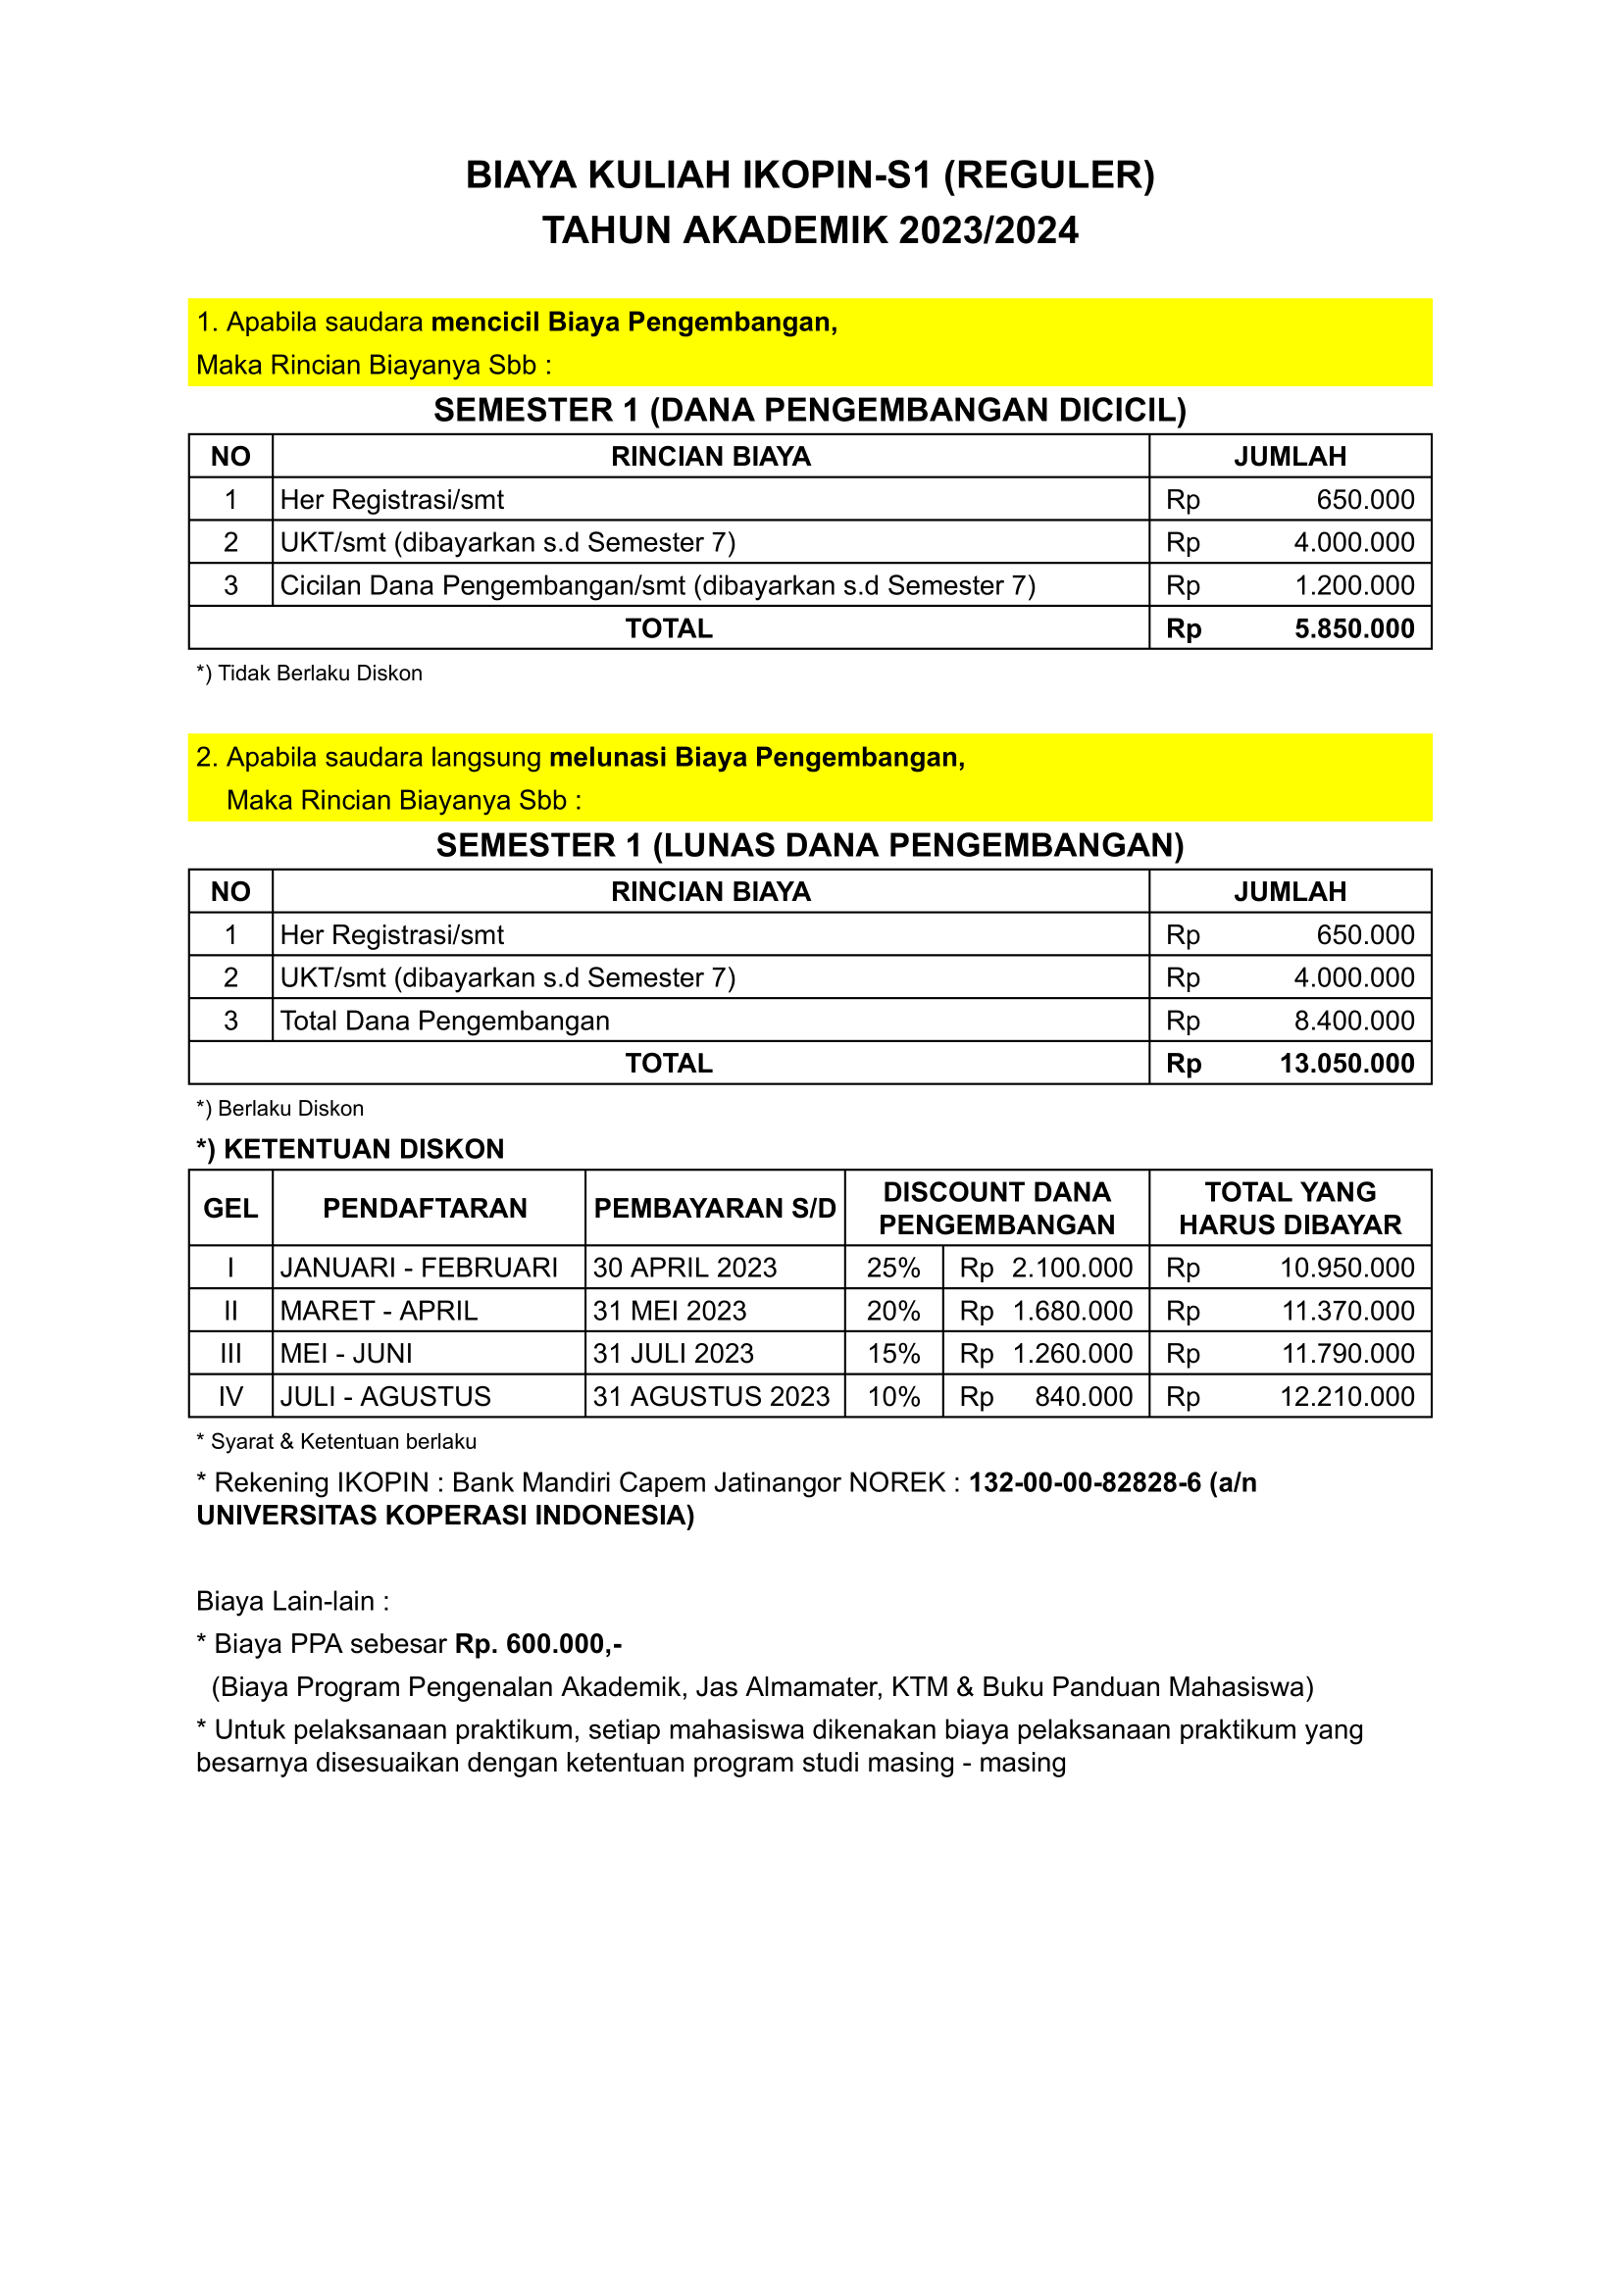 BIAYA KULIAH IKOPIN-S1 (REGULER)
TAHUN AKADEMIK 2023/2024
1. Apabila saudara mencicil Biaya Pengembangan,
Maka Rincian Biayanya Sbb :
SEMESTER 1 (DANA PENGEMBANGAN DICICIL)
NO RINCIAN BIAYA JUMLAH
1 Her Registrasi/smt Rp 650.000
2 UKT/smt (dibayarkan s.d Semester 7) Rp 4.000.000
3 Cicilan Dana Pengembangan/smt (dibayarkan s.d Semester 7) Rp 1.200.000
TOTAL Rp 5.850.000
*) Tidak Berlaku Diskon
2. Apabila saudara langsung melunasi Biaya Pengembangan,
Maka Rincian Biayanya Sbb :
SEMESTER 1 (LUNAS DANA PENGEMBANGAN)
NO RINCIAN BIAYA JUMLAH
1 Her Registrasi/smt Rp 650.000
2 UKT/smt (dibayarkan s.d Semester 7) Rp 4.000.000
3 Total Dana Pengembangan Rp 8.400.000
TOTAL Rp 13.050.000
*) Berlaku Diskon
*) KETENTUAN DISKON
GEL PENDAFTARAN PEMBAYARAN S/D DISCOUNT DANA PENGEMBANGAN TOTAL YANG HARUS DIBAYAR
I JANUARI - FEBRUARI 30 APRIL 2023 25% Rp 2.100.000 Rp 10.950.000
II MARET - APRIL 31 MEI 2023 20% Rp 1.680.000 Rp 11.370.000
III MEI - JUNI 31 JULI 2023 15% Rp 1.260.000 Rp 11.790.000
IV JULI - AGUSTUS 31 AGUSTUS 2023 10% Rp 840.000 Rp 12.210.000
* Syarat & Ketentuan berlaku
* Rekening IKOPIN : Bank Mandiri Capem Jatinangor NOREK : 132-00-00-82828-6 (a/n
UNIVERSITAS KOPERASI INDONESIA)
Biaya Lain-lain :
* Biaya PPA sebesar Rp. 600.000,-
(Biaya Program Pengenalan Akademik, Jas Almamater, KTM & Buku Panduan Mahasiswa)
* Untuk pelaksanaan praktikum, setiap mahasiswa dikenakan biaya pelaksanaan praktikum yang
besarnya disesuaikan dengan ketentuan program studi masing - masing